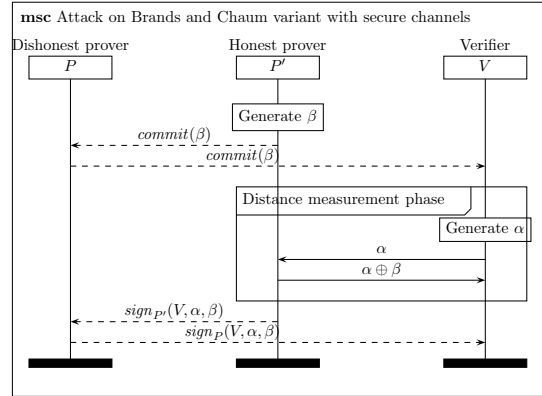 msc Attack on Brands and Chaum variant with secure channels
Dishonest prover Honest prover Verifier
P P′ V
Generate β
commit(β)
commit(β)
Distance measurement phase
Generate α
α
α ⊕ β
sign_{P′}(V, α, β)
sign_P(V, α, β)